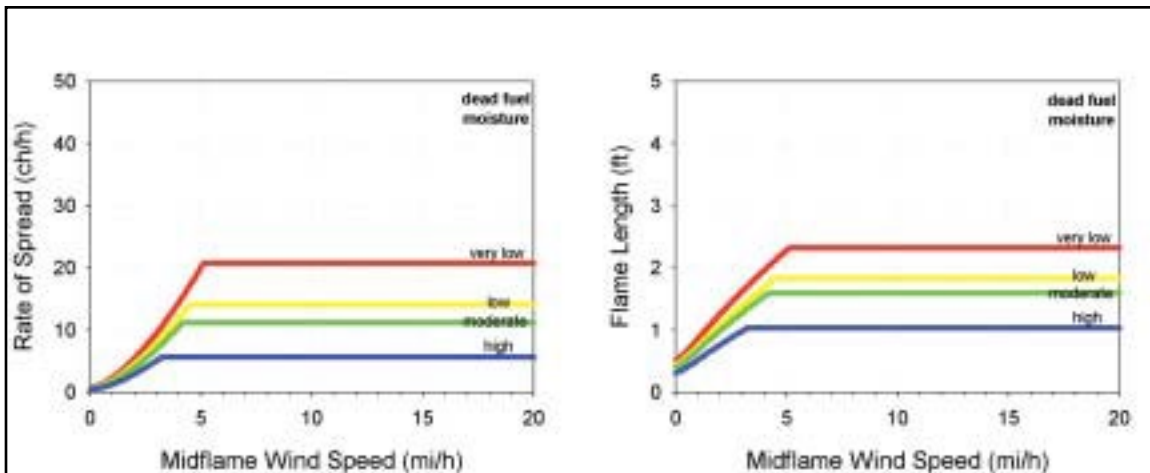 Rate of Spread (ch/h)
50
40
30
20
10
0
dead fuel
moisture
very low
low
moderate
high
0 5 10 15 20
Midflame Wind Speed (mi/h)
Flame Length (ft)
5
4
3
2
1
0
dead fuel
moisture
very low
low
moderate
high
0 5 10 15 20
Midflame Wind Speed (mi/h)